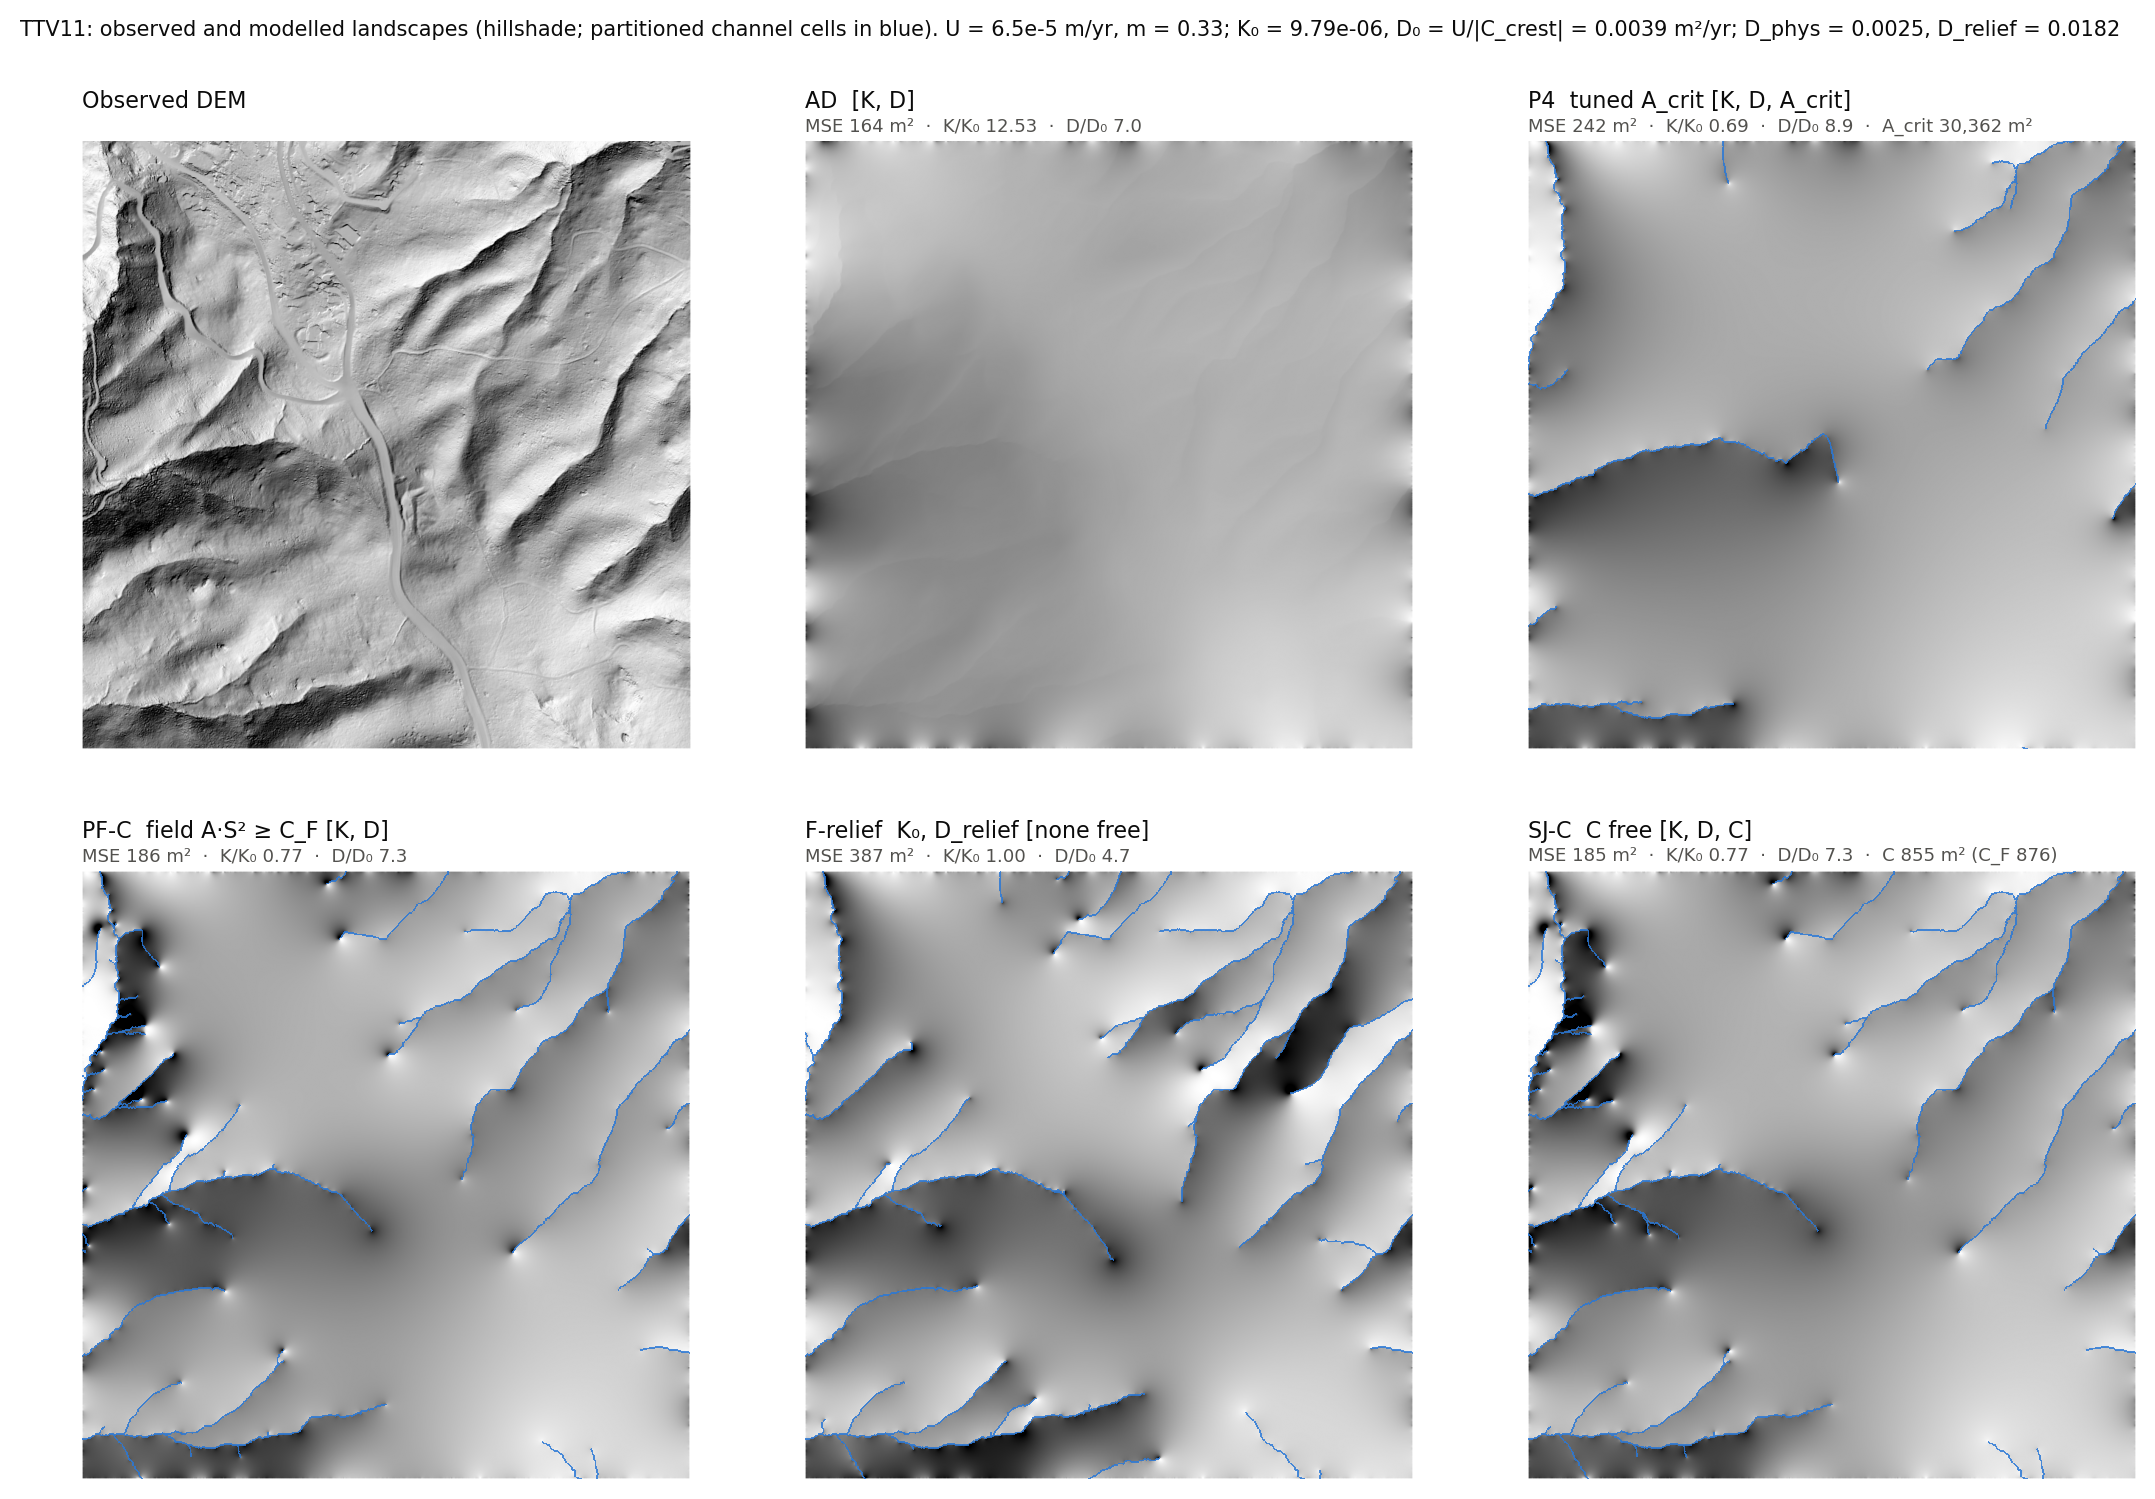 TTV11: observed and modelled landscapes (hillshade; partitioned channel cells in blue). U = 6.5e-5 m/yr, m = 0.33; K₀ = 9.79e-06, D₀ = U/|C_crest| = 0.0039 m²/yr; D_phys = 0.0025, D_relief = 0.0182
Observed DEM
AD  [K, D]
MSE 164 m²  ·  K/K₀ 12.53  ·  D/D₀ 7.0
P4  tuned A_crit [K, D, A_crit]
MSE 242 m²  ·  K/K₀ 0.69  ·  D/D₀ 8.9  ·  A_crit 30,362 m²
PF-C  field A·S² ≥ C_F [K, D]
MSE 186 m²  ·  K/K₀ 0.77  ·  D/D₀ 7.3
F-relief  K₀, D_relief [none free]
MSE 387 m²  ·  K/K₀ 1.00  ·  D/D₀ 4.7
SJ-C  C free [K, D, C]
MSE 185 m²  ·  K/K₀ 0.77  ·  D/D₀ 7.3  ·  C 855 m² (C_F 876)